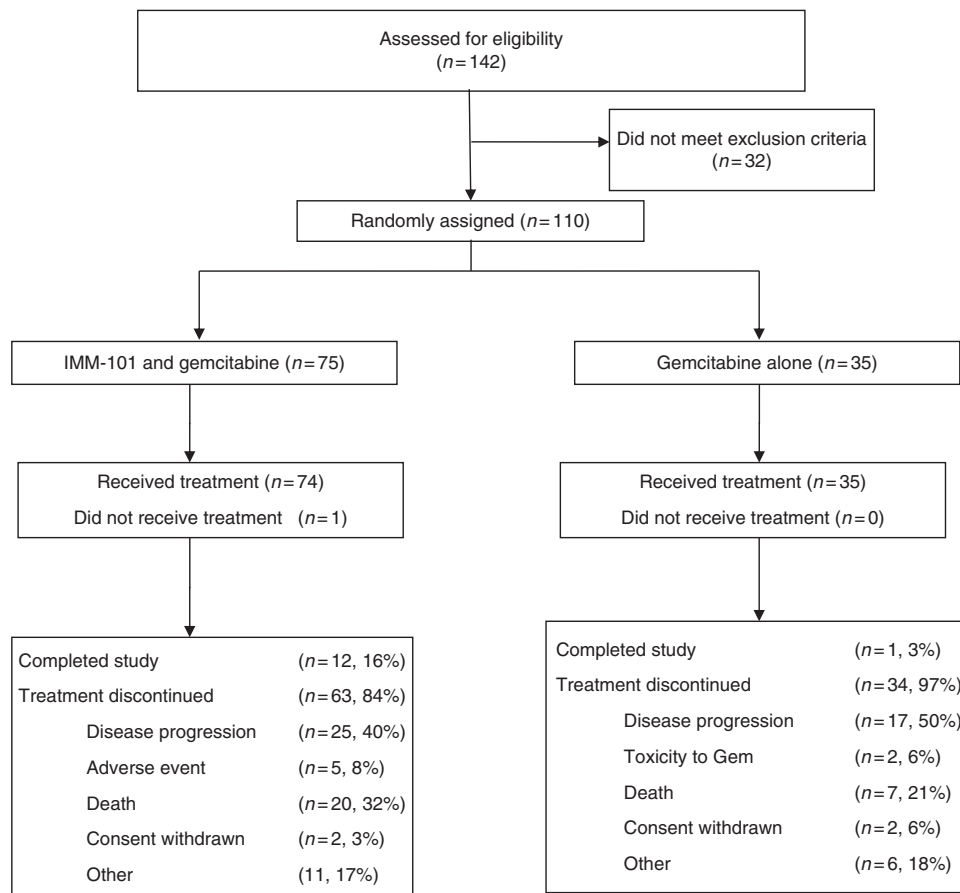 Assessed for eligibility
(n=142)
Did not meet exclusion criteria
(n=32)
Randomly assigned (n=110)
IMM-101 and gemcitabine (n=75)
Gemcitabine alone (n=35)
Received treatment (n=74)
Did not receive treatment (n=1)
Received treatment (n=35)
Did not receive treatment (n=0)
Completed study (n=12, 16%)
Treatment discontinued (n=63, 84%)
Disease progression (n=25, 40%)
Adverse event (n=5, 8%)
Death (n=20, 32%)
Consent withdrawn (n=2, 3%)
Other (11, 17%)
Completed study (n=1, 3%)
Treatment discontinued (n=34, 97%)
Disease progression (n=17, 50%)
Toxicity to Gem (n=2, 6%)
Death (n=7, 21%)
Consent withdrawn (n=2, 6%)
Other (n=6, 18%)